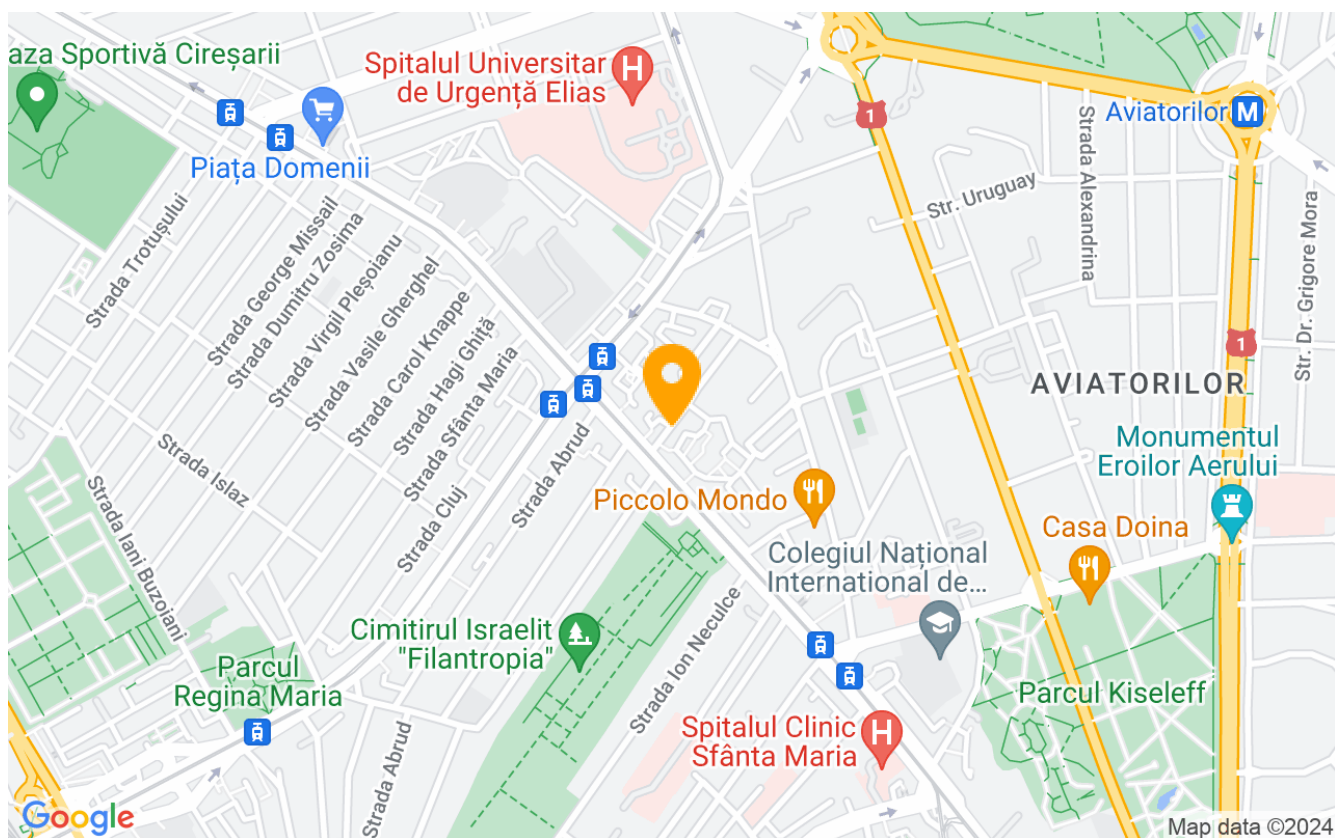 aza Sportivă Cireșarii
Spitalul Universitar
de Urgență Elias
H
Piața Domenii
1
Aviatorilor
M
Strada Alexandrina
Str. Uruguay
Str. Dr. Grigore Mora
Strada Trotușului
Strada George Missail
Strada Dumitru Zosima
Strada Virgil Pleșoianu
Strada Vasile Gherghel
Strada Carol Knappe
Strada Hagi Ghiță
Strada Sfânta Maria
Strada Cluj
Strada Abrud
Strada Islaz
Strada Iani Buzoiani
1
AVIATORILOR
Monumentul
Eroilor Aerului
Piccolo Mondo
Casa Doina
Colegiul Național
International de...
Cimitirul Israelit
"Filantropia"
Strada Ion Neculce
Parcul
Regina Maria
Parcul Kiseleff
Spitalul Clinic
Sfânta Maria
H
Strada Abrud
Google
Map data ©2024